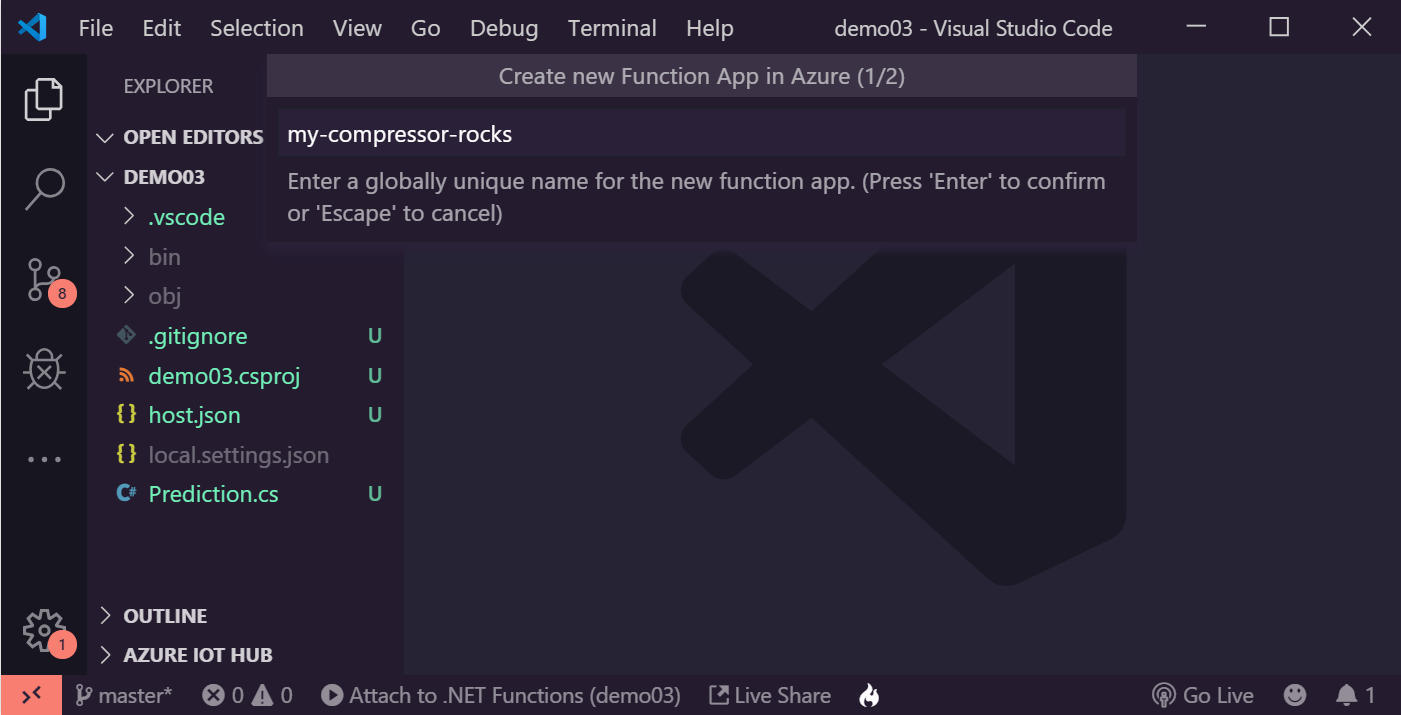 File Edit Selection View Go Debug Terminal Help demo03 - Visual Studio Code
Create new Function App in Azure (1/2)
my-compressor-rocks
Enter a globally unique name for the new function app. (Press 'Enter' to confirm
or 'Escape' to cancel)
EXPLORER
OPEN EDITORS
DEMO03
.vscode
bin
obj
.gitignore U
demo03.csproj U
{} host.json U
{} local.settings.json
C# Prediction.cs U
OUTLINE
AZURE IOT HUB
8
1
master* 0 0 Attach to .NET Functions (demo03) Live Share Go Live 1